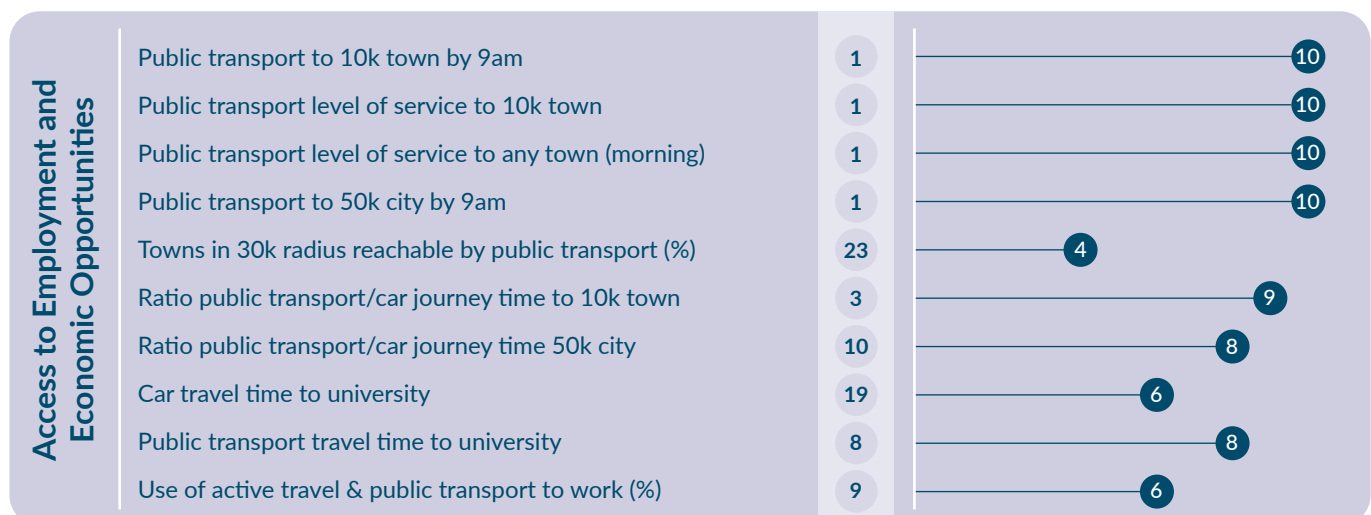 Access to Employment and
Economic Opportunities
Public transport to 10k town by 9am 1 10
Public transport level of service to 10k town 1 10
Public transport level of service to any town (morning) 1 10
Public transport to 50k city by 9am 1 10
Towns in 30k radius reachable by public transport (%) 23 4
Ratio public transport/car journey time to 10k town 3 9
Ratio public transport/car journey time 50k city 10 8
Car travel time to university 19 6
Public transport travel time to university 8 8
Use of active travel & public transport to work (%) 9 6